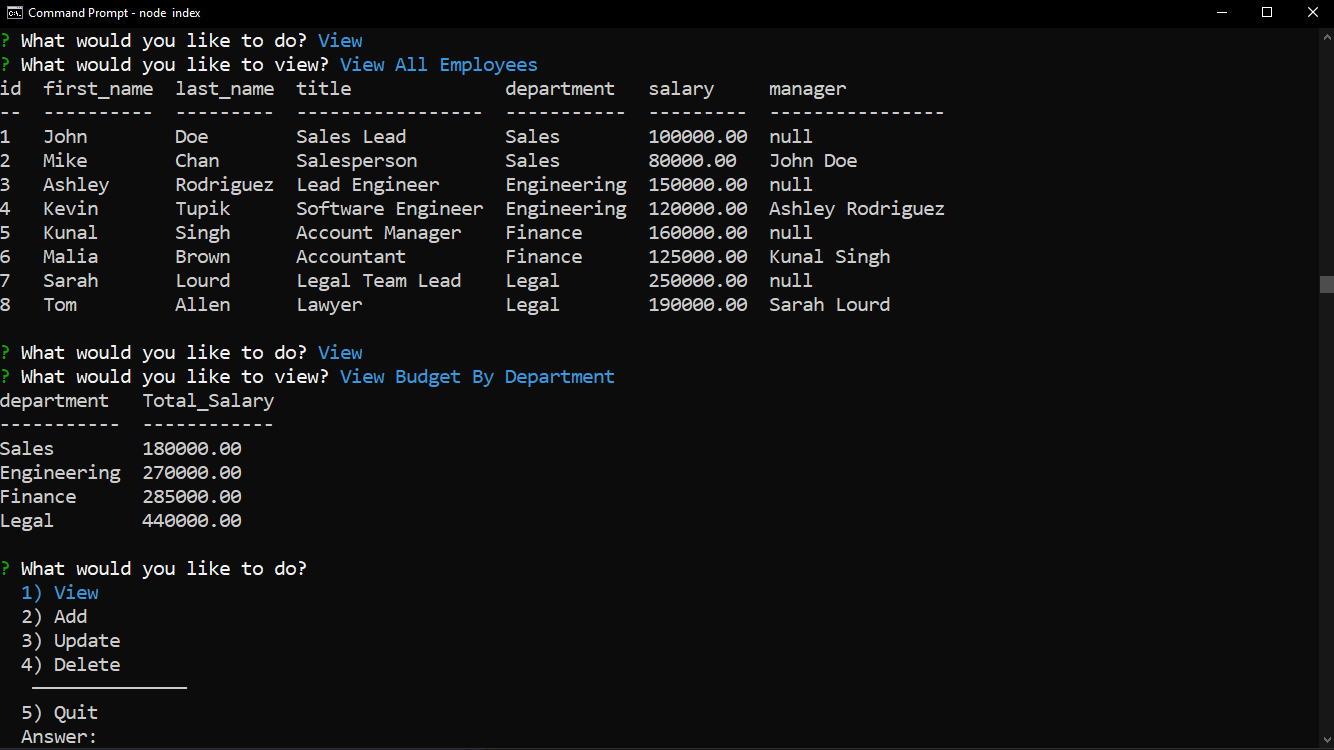 Command Prompt - node  index
? What would you like to do? View
? What would you like to view? View All Employees
id  first_name  last_name  title              department   salary     manager
--  ----------  ---------  -----------------  -----------  ---------  ----------------
1   John        Doe        Sales Lead         Sales        100000.00  null
2   Mike        Chan       Salesperson        Sales        80000.00   John Doe
3   Ashley      Rodriguez  Lead Engineer      Engineering  150000.00  null
4   Kevin       Tupik      Software Engineer  Engineering  120000.00  Ashley Rodriguez
5   Kunal       Singh      Account Manager    Finance      160000.00  null
6   Malia       Brown      Accountant         Finance      125000.00  Kunal Singh
7   Sarah       Lourd      Legal Team Lead    Legal        250000.00  null
8   Tom         Allen      Lawyer             Legal        190000.00  Sarah Lourd
? What would you like to do? View
? What would you like to view? View Budget By Department
department   Total_Salary
-----------  ------------
Sales        180000.00
Engineering  270000.00
Finance      285000.00
Legal        440000.00
? What would you like to do?
  1) View
  2) Add
  3) Update
  4) Delete
   ──────────────
  5) Quit
  Answer: